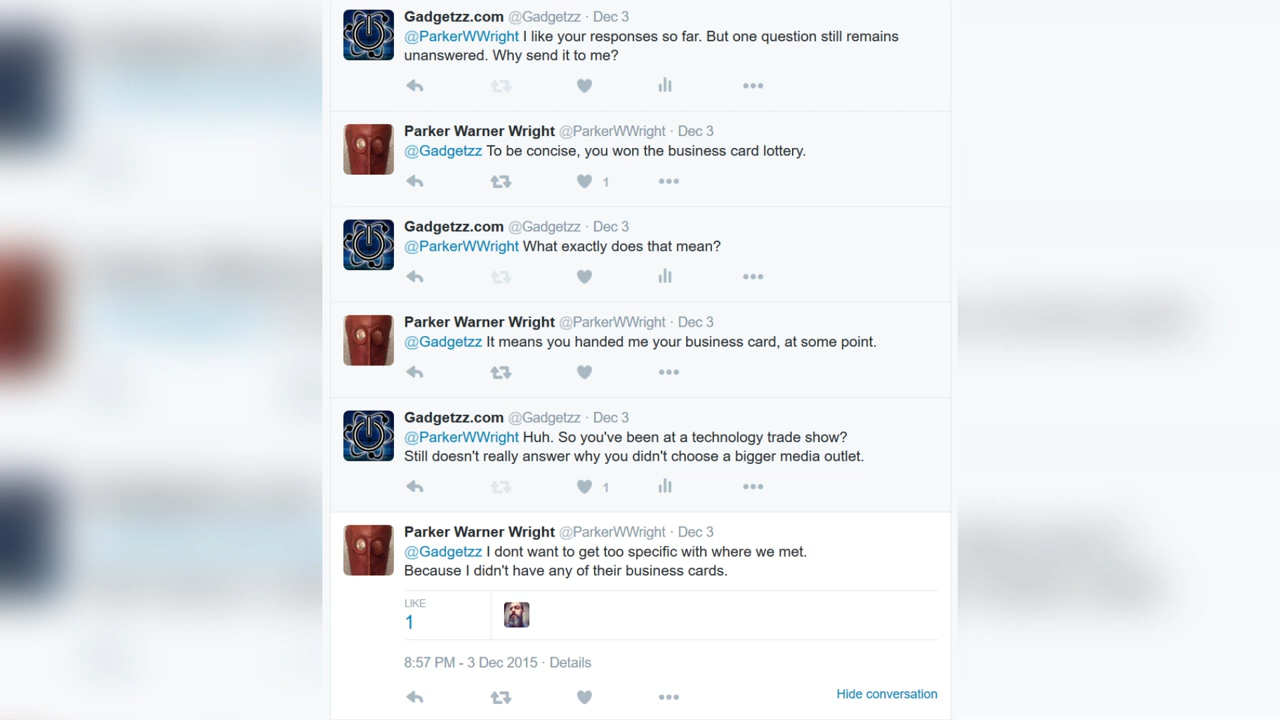 Gadgetzz.com @Gadgetzz · Dec 3
@ParkerWWright I like your responses so far. But one question still remains
unanswered. Why send it to me?
Parker Warner Wright @ParkerWWright · Dec 3
@Gadgetzz To be concise, you won the business card lottery.
1
Gadgetzz.com @Gadgetzz · Dec 3
@ParkerWWright What exactly does that mean?
Parker Warner Wright @ParkerWWright · Dec 3
@Gadgetzz It means you handed me your business card, at some point.
Gadgetzz.com @Gadgetzz · Dec 3
@ParkerWWright Huh. So you've been at a technology trade show?
Still doesn't really answer why you didn't choose a bigger media outlet.
1
Parker Warner Wright @ParkerWWright · Dec 3
@Gadgetzz I dont want to get too specific with where we met.
Because I didn't have any of their business cards.
LIKE
1
8:57 PM - 3 Dec 2015 · Details
Hide conversation